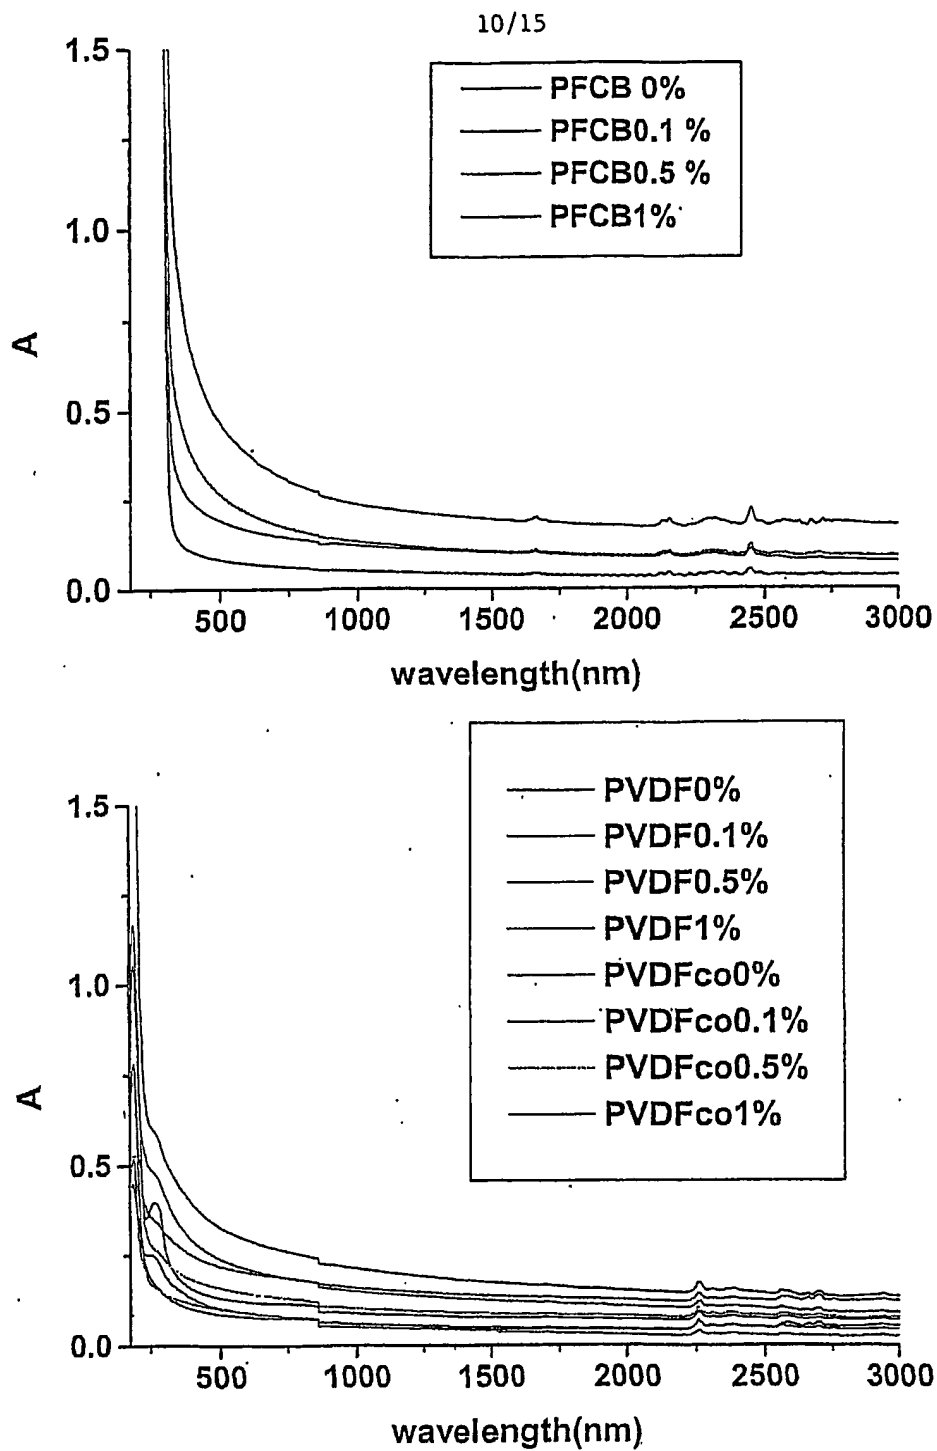 10/15
1.5
1.0
0.5
0.0
A
PFCB 0%
PFCB0.1 %
PFCB0.5 %
PFCB1%
500 1000 1500 2000 2500 3000
wavelength(nm)
1.5
1.0
0.5
0.0
A
PVDF0%
PVDF0.1%
PVDF0.5%
PVDF1%
PVDFco0%
PVDFco0.1%
PVDFco0.5%
PVDFco1%
500 1000 1500 2000 2500 3000
wavelength(nm)